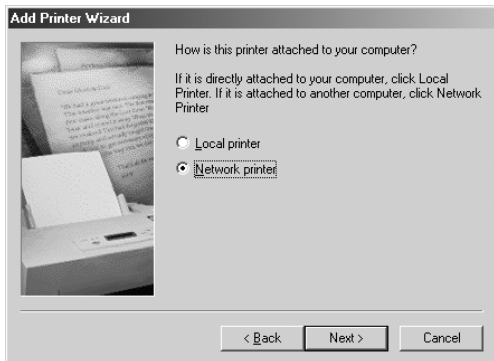 Add Printer Wizard
How is this printer attached to your computer?
If it is directly attached to your computer, click Local
Printer. If it is attached to another computer, click Network
Printer
Local printer
Network printer
< Back Next > Cancel